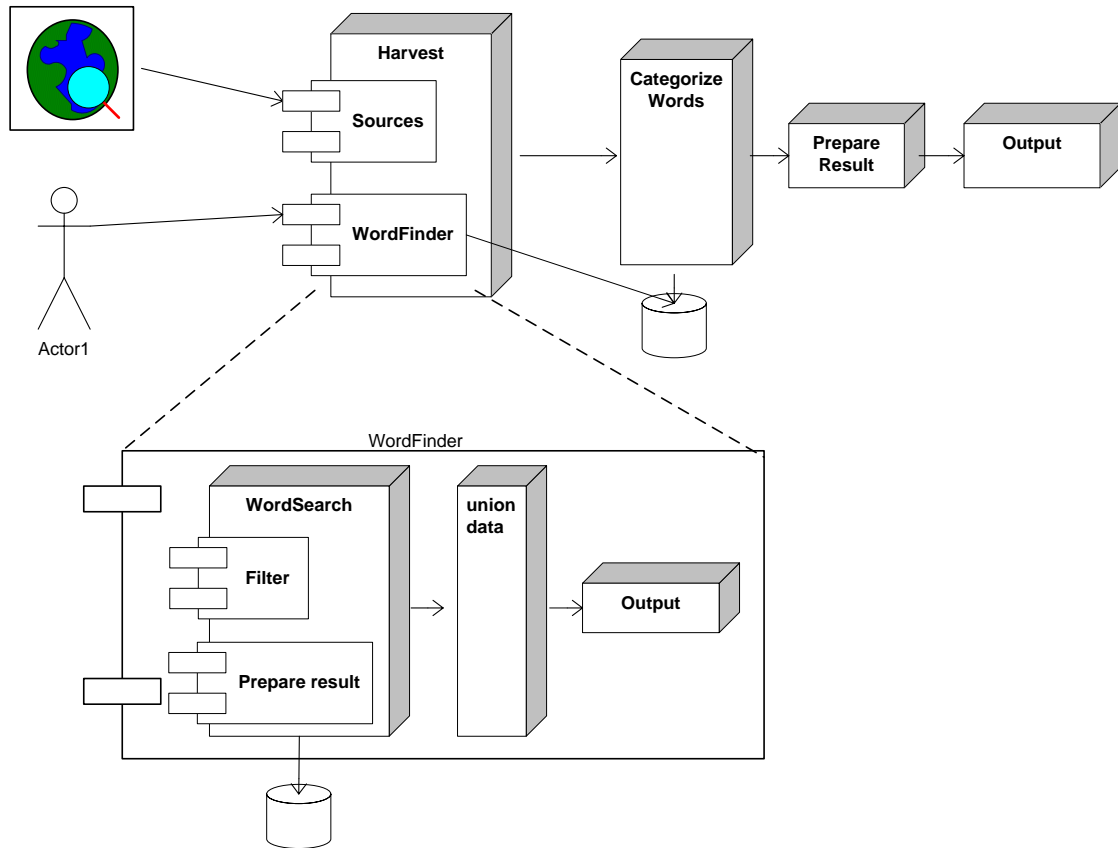 Harvest
Sources
WordFinder
Categorize
Words
Prepare
Result
Output
Actor1
WordFinder
WordSearch
Filter
Prepare result
union
data
Output